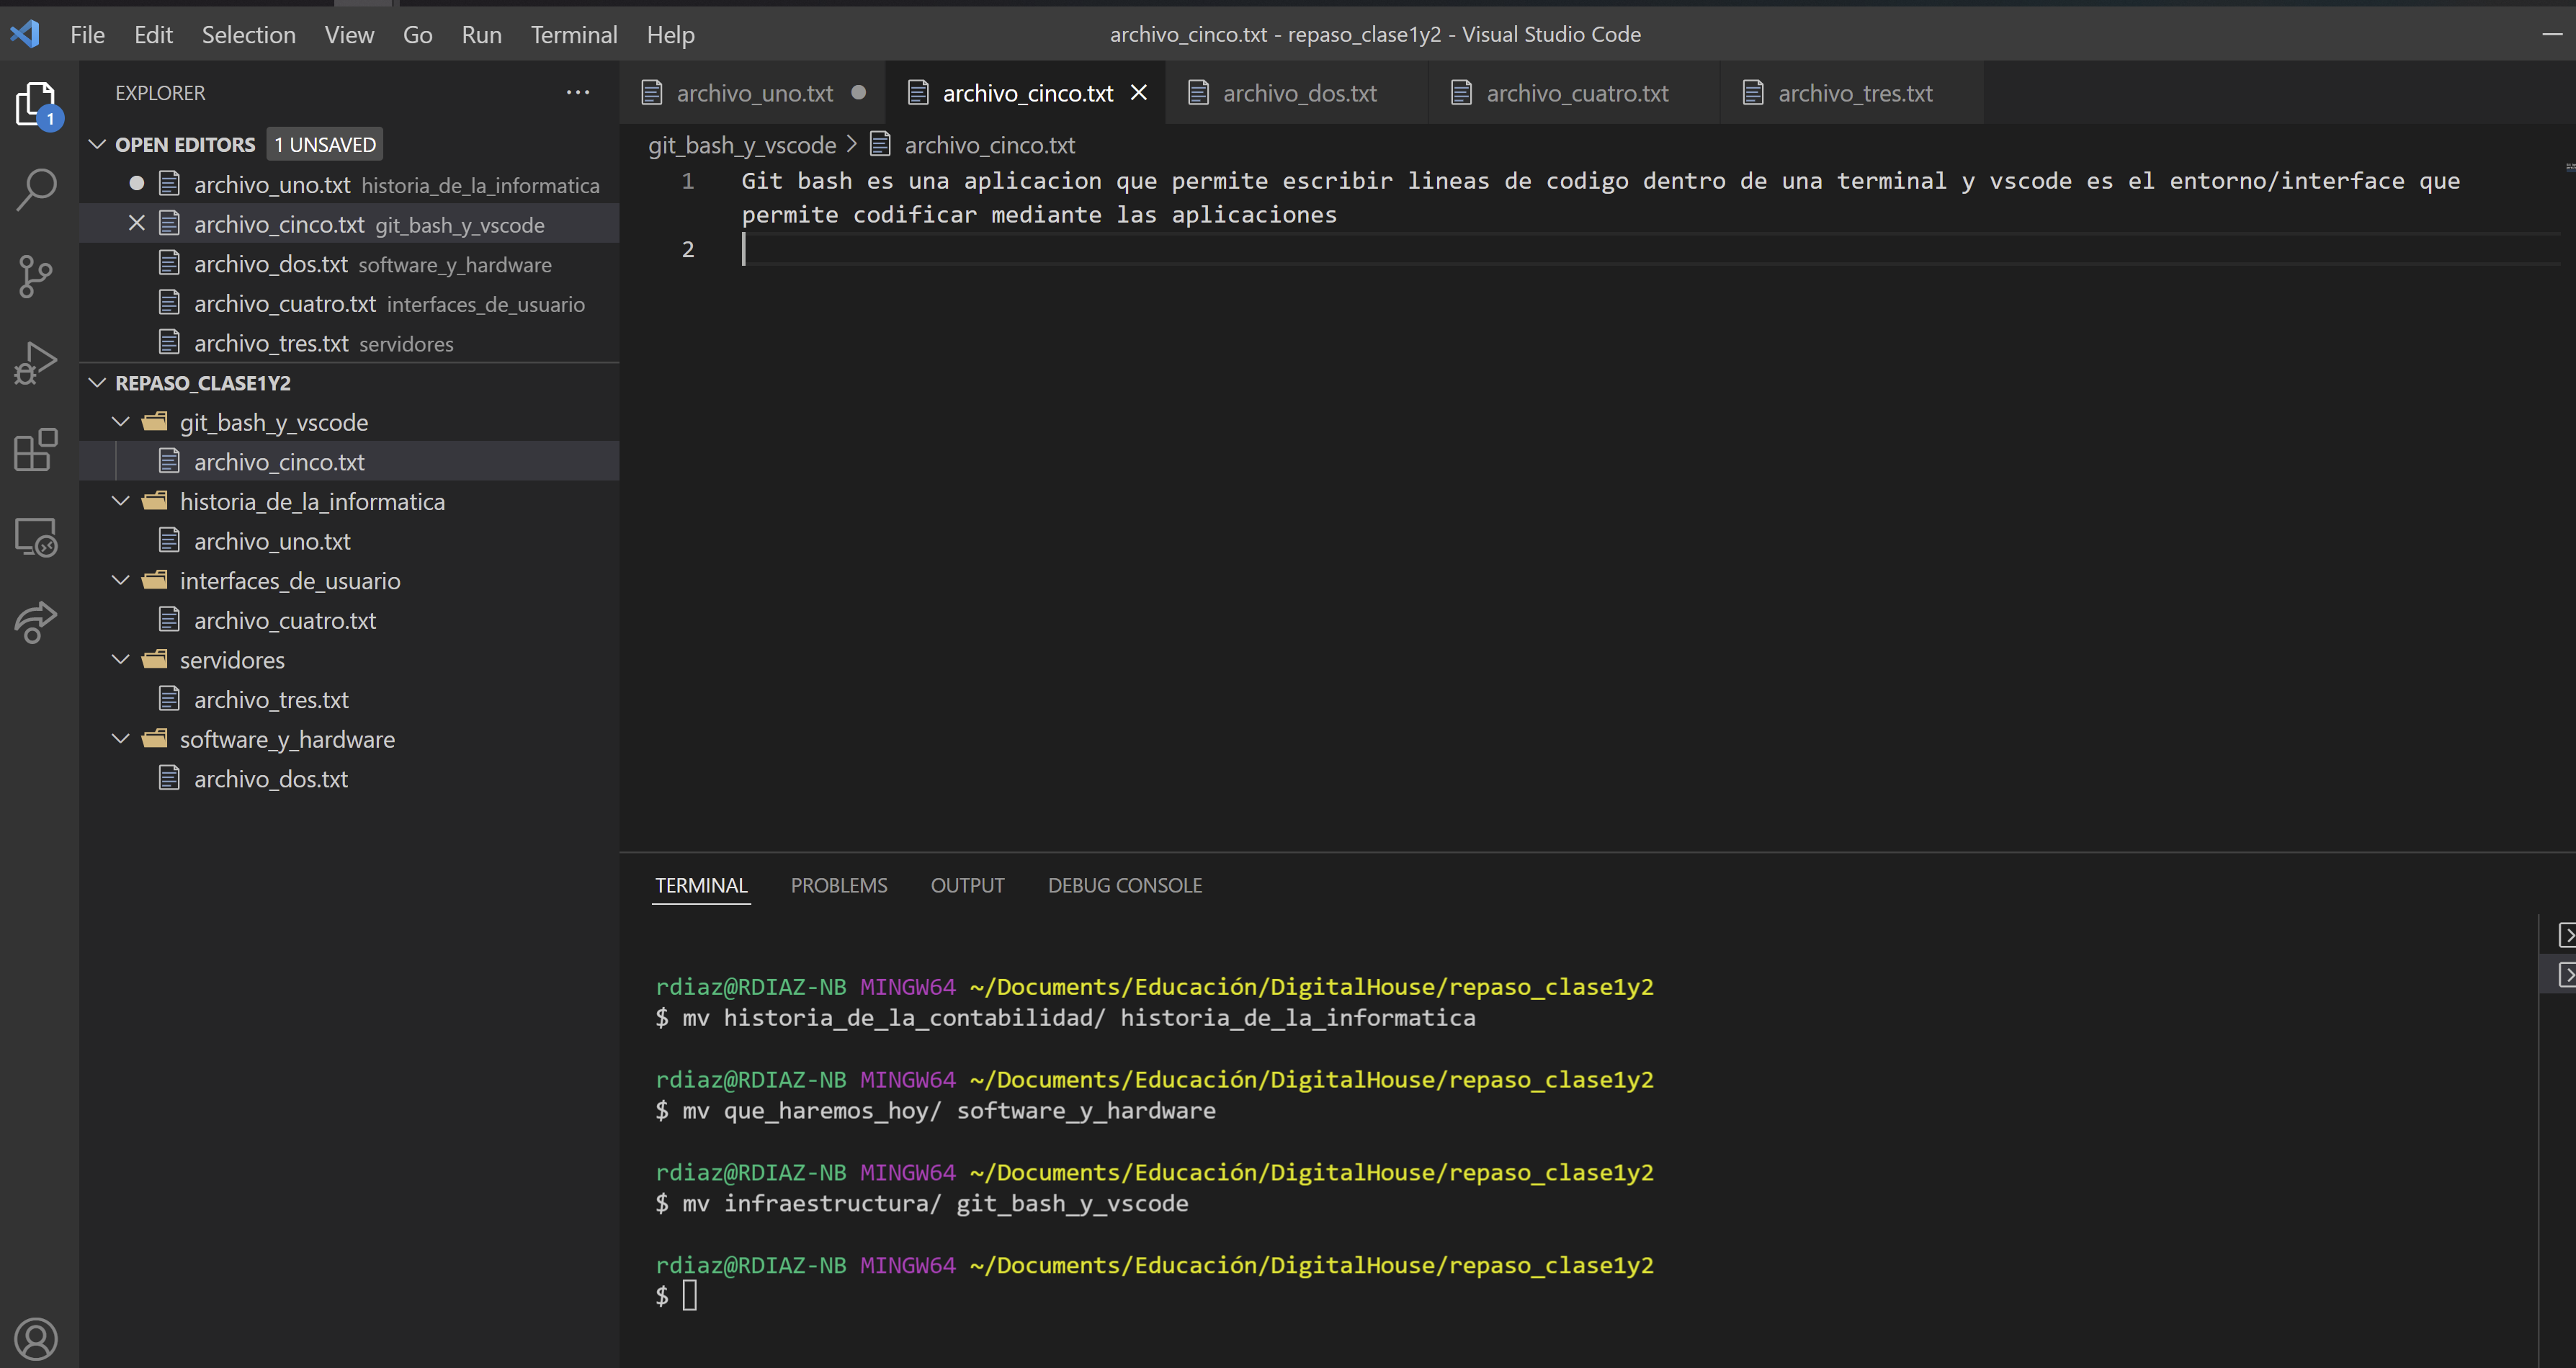 File Edit Selection View Go Run Terminal Help
archivo_cinco.txt - repaso_clase1y2 - Visual Studio Code
1
EXPLORER
OPEN EDITORS 1 UNSAVED
archivo_uno.txt historia_de_la_informatica
archivo_cinco.txt git_bash_y_vscode
archivo_dos.txt software_y_hardware
archivo_cuatro.txt interfaces_de_usuario
archivo_tres.txt servidores
REPASO_CLASE1Y2
git_bash_y_vscode
archivo_cinco.txt
historia_de_la_informatica
archivo_uno.txt
interfaces_de_usuario
archivo_cuatro.txt
servidores
archivo_tres.txt
software_y_hardware
archivo_dos.txt
archivo_uno.txt archivo_cinco.txt archivo_dos.txt archivo_cuatro.txt archivo_tres.txt
git_bash_y_vscode > archivo_cinco.txt
1 Git bash es una aplicacion que permite escribir lineas de codigo dentro de una terminal y vscode es el entorno/interface que
permite codificar mediante las aplicaciones
2
TERMINAL PROBLEMS OUTPUT DEBUG CONSOLE
rdiaz@RDIAZ-NB MINGW64 ~/Documents/Educación/DigitalHouse/repaso_clase1y2
$ mv historia_de_la_contabilidad/ historia_de_la_informatica
rdiaz@RDIAZ-NB MINGW64 ~/Documents/Educación/DigitalHouse/repaso_clase1y2
$ mv que_haremos_hoy/ software_y_hardware
rdiaz@RDIAZ-NB MINGW64 ~/Documents/Educación/DigitalHouse/repaso_clase1y2
$ mv infraestructura/ git_bash_y_vscode
rdiaz@RDIAZ-NB MINGW64 ~/Documents/Educación/DigitalHouse/repaso_clase1y2
$